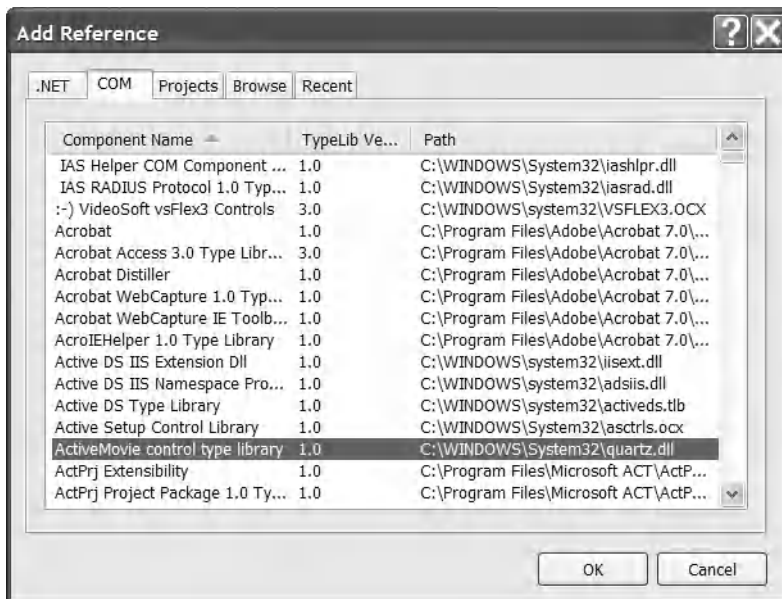 Add Reference
.NET COM Projects Browse Recent
Component Name TypeLib Ve... Path
IAS Helper COM Component ... 1.0 C:\WINDOWS\System32\iashlpr.dll
IAS RADIUS Protocol 1.0 Typ... 1.0 C:\WINDOWS\System32\iasrad.dll
:-) VideoSoft vsFlex3 Controls 3.0 C:\WINDOWS\system32\VSFLEX3.OCX
Acrobat 1.0 C:\Program Files\Adobe\Acrobat 7.0\...
Acrobat Access 3.0 Type Libr... 3.0 C:\Program Files\Adobe\Acrobat 7.0\...
Acrobat Distiller 1.0 C:\Program Files\Adobe\Acrobat 7.0\...
Acrobat WebCapture 1.0 Typ... 1.0 C:\Program Files\Adobe\Acrobat 7.0\...
Acrobat WebCapture IE Toolb... 1.0 C:\Program Files\Adobe\Acrobat 7.0\...
AcroIEHelper 1.0 Type Library 1.0 C:\Program Files\Adobe\Acrobat 7.0\...
Active DS IIS Extension Dll 1.0 C:\WINDOWS\system32\iisext.dll
Active DS IIS Namespace Pro... 1.0 C:\WINDOWS\system32\adsiis.dll
Active DS Type Library 1.0 C:\WINDOWS\system32\activeds.tlb
Active Setup Control Library 1.0 C:\WINDOWS\System32\asctrls.ocx
ActiveMovie control type library 1.0 C:\WINDOWS\System32\quartz.dll
ActPrj Extensibility 1.0 C:\Program Files\Microsoft ACT\ActP...
ActPrj Project Package 1.0 Ty... 1.0 C:\Program Files\Microsoft ACT\ActP...
OK Cancel